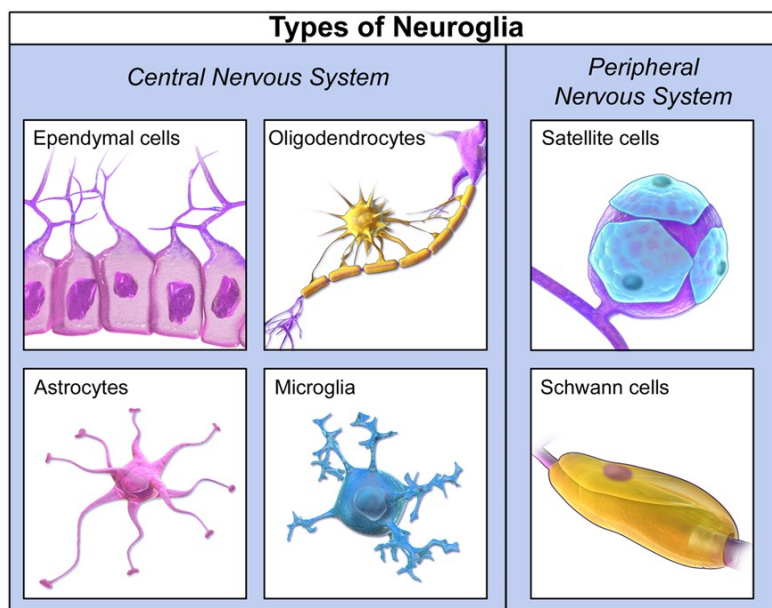 Types of Neuroglia
Central Nervous System
Peripheral
Nervous System
Ependymal cells
Oligodendrocytes
Satellite cells
Astrocytes
Microglia
Schwann cells